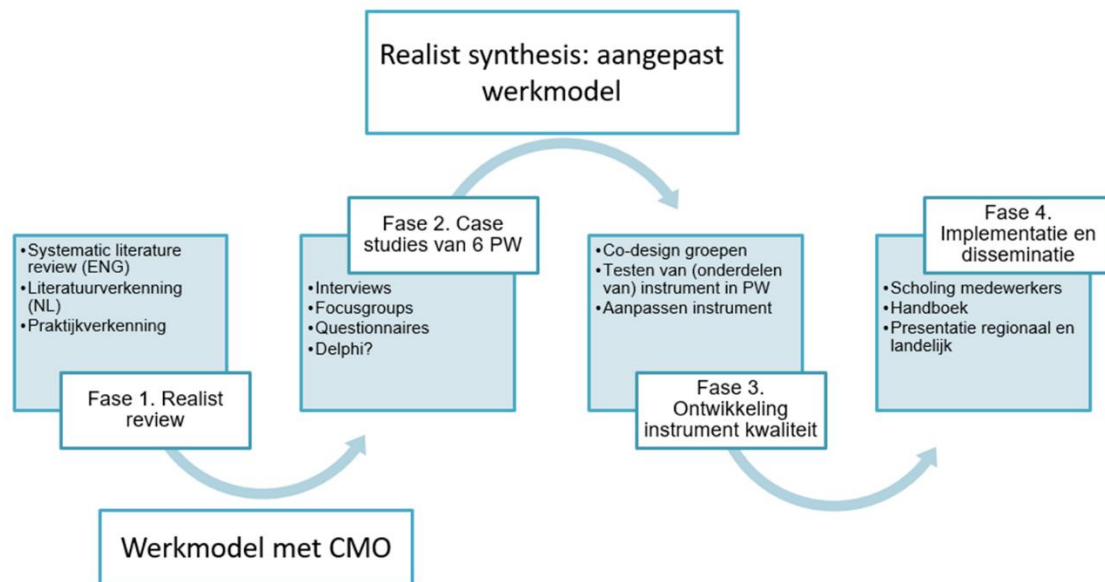 Realist synthesis: aangepast
werkmodel
•Systematic literature
review (ENG)
•Literatuurverkenning
(NL)
•Praktijkverkenning
Fase 1. Realist
review
Werkmodel met CMO
Fase 2. Case
studies van 6 PW
•Interviews
•Focusgroups
•Questionnaires
•Delphi?
•Co-design groepen
•Testen van (onderdelen
van) instrument in PW
•Aanpassen instrument
Fase 3.
Ontwikkeling
instrument kwaliteit
Fase 4.
Implementatie en
disseminatie
•Scholing medewerkers
•Handboek
•Presentatie regionaal en
landelijk